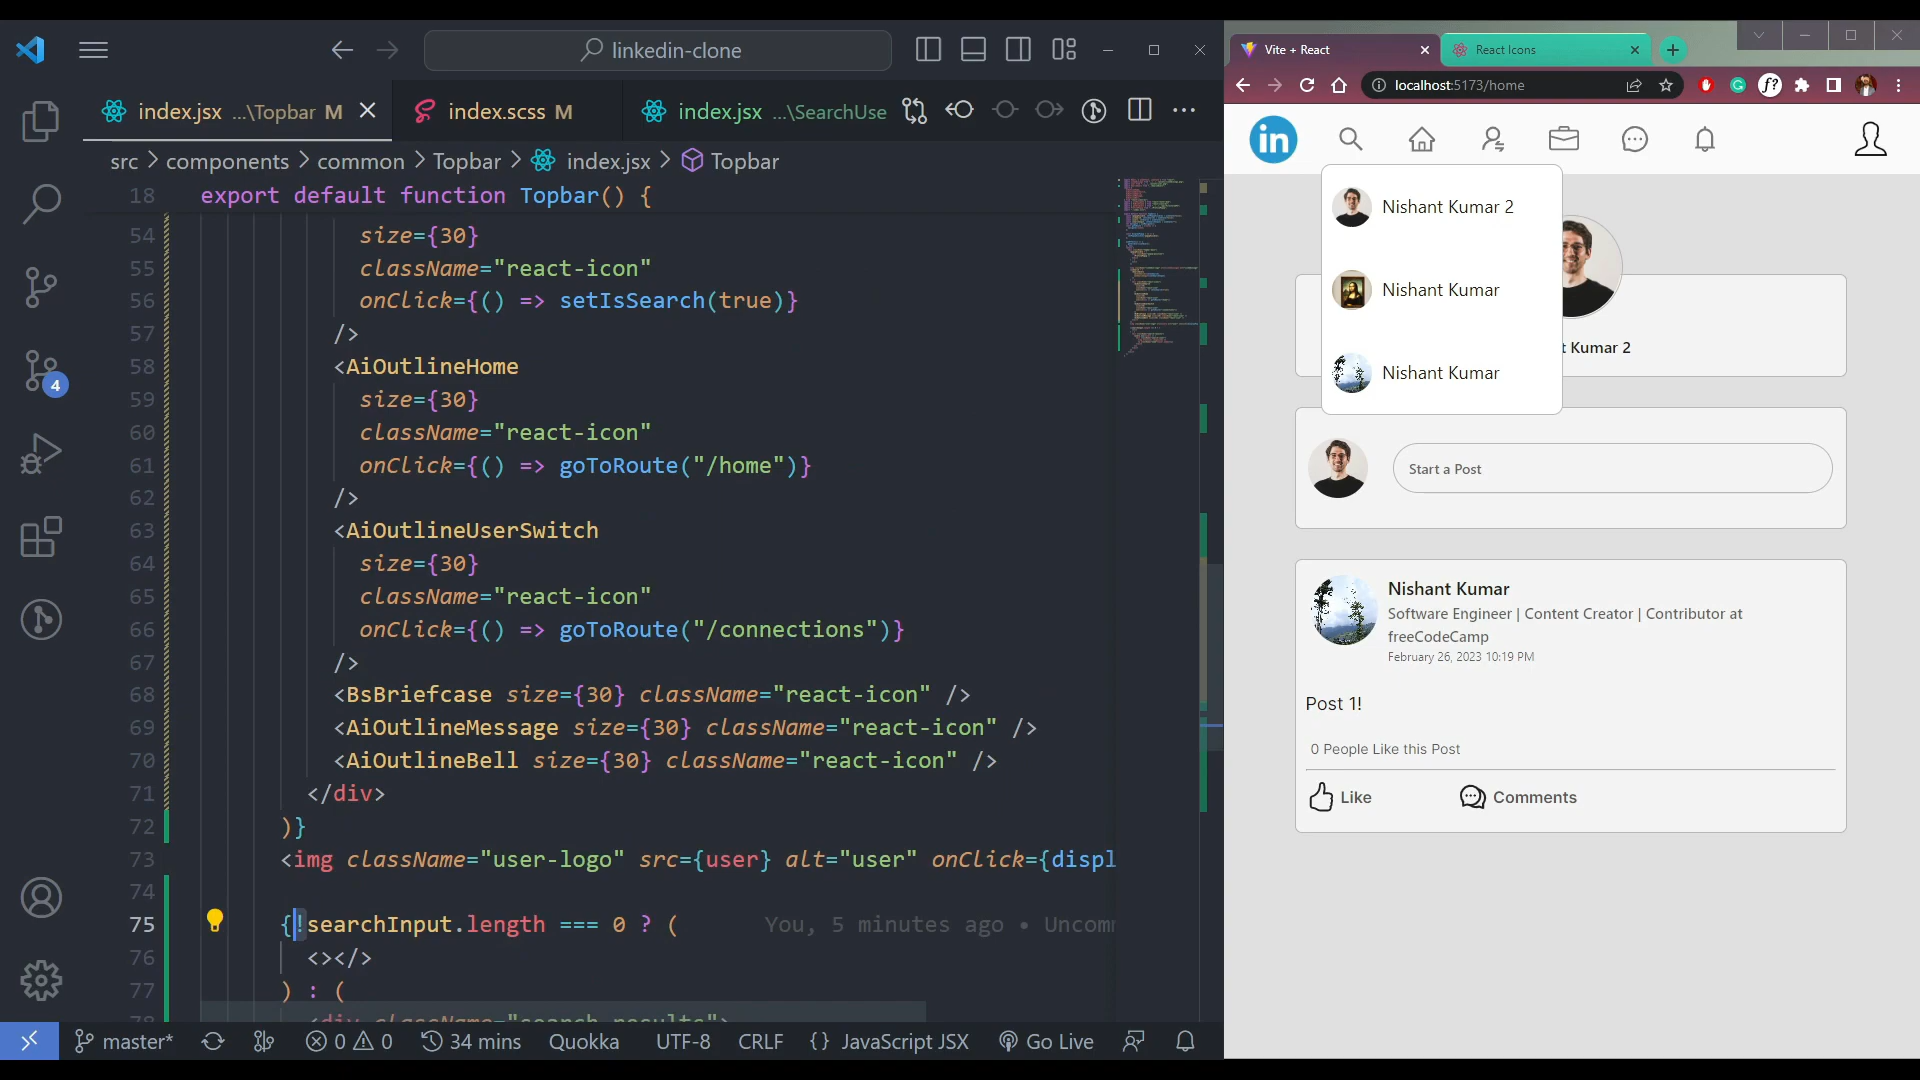 linkedin-clone
index.jsx ...\Topbar M
index.scss M
index.jsx ...\SearchUse
src > components > common > Topbar > index.jsx > Topbar
18 export default function Topbar() {
54 size={30}
55 className="react-icon"
56 onClick={() => setIsSearch(true)}
57 />
58 <AiOutlineHome
59 size={30}
60 className="react-icon"
61 onClick={() => goToRoute("/home")}
62 />
63 <AiOutlineUserSwitch
64 size={30}
65 className="react-icon"
66 onClick={() => goToRoute("/connections")}
67 />
68 <BsBriefcase size={30} className="react-icon" />
69 <AiOutlineMessage size={30} className="react-icon" />
70 <AiOutlineBell size={30} className="react-icon" />
71 </div>
72 )}
73 <img className="user-logo" src={user} alt="user" onClick={displ
74
75 {!searchInput.length === 0 ? ( You, 5 minutes ago • Uncomm
76 <></>
77 ) : (
78 <div className="search-results">
4
master* 0 0 34 mins Quokka UTF-8 CRLF {} JavaScript JSX Go Live
Vite + React
React Icons
localhost:5173/home
f?
in
Nishant Kumar 2
Nishant Kumar
Nishant Kumar
t Kumar 2
Start a Post
Nishant Kumar
Software Engineer | Content Creator | Contributor at
freeCodeCamp
February 26, 2023 10:19 PM
Post 1!
0 People Like this Post
Like
Comments